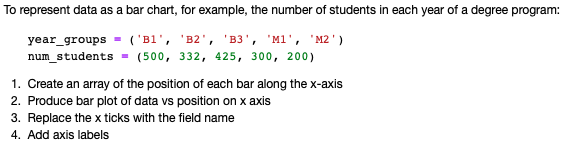 To represent data as a bar chart, for example, the number of students in each year of a degree program:
year_groups = ('B1', 'B2', 'B3', 'M1', 'M2')
num_students = (500, 332, 425, 300, 200)
1. Create an array of the position of each bar along the x-axis
2. Produce bar plot of data vs position on x axis
3. Replace the x ticks with the field name
4. Add axis labels